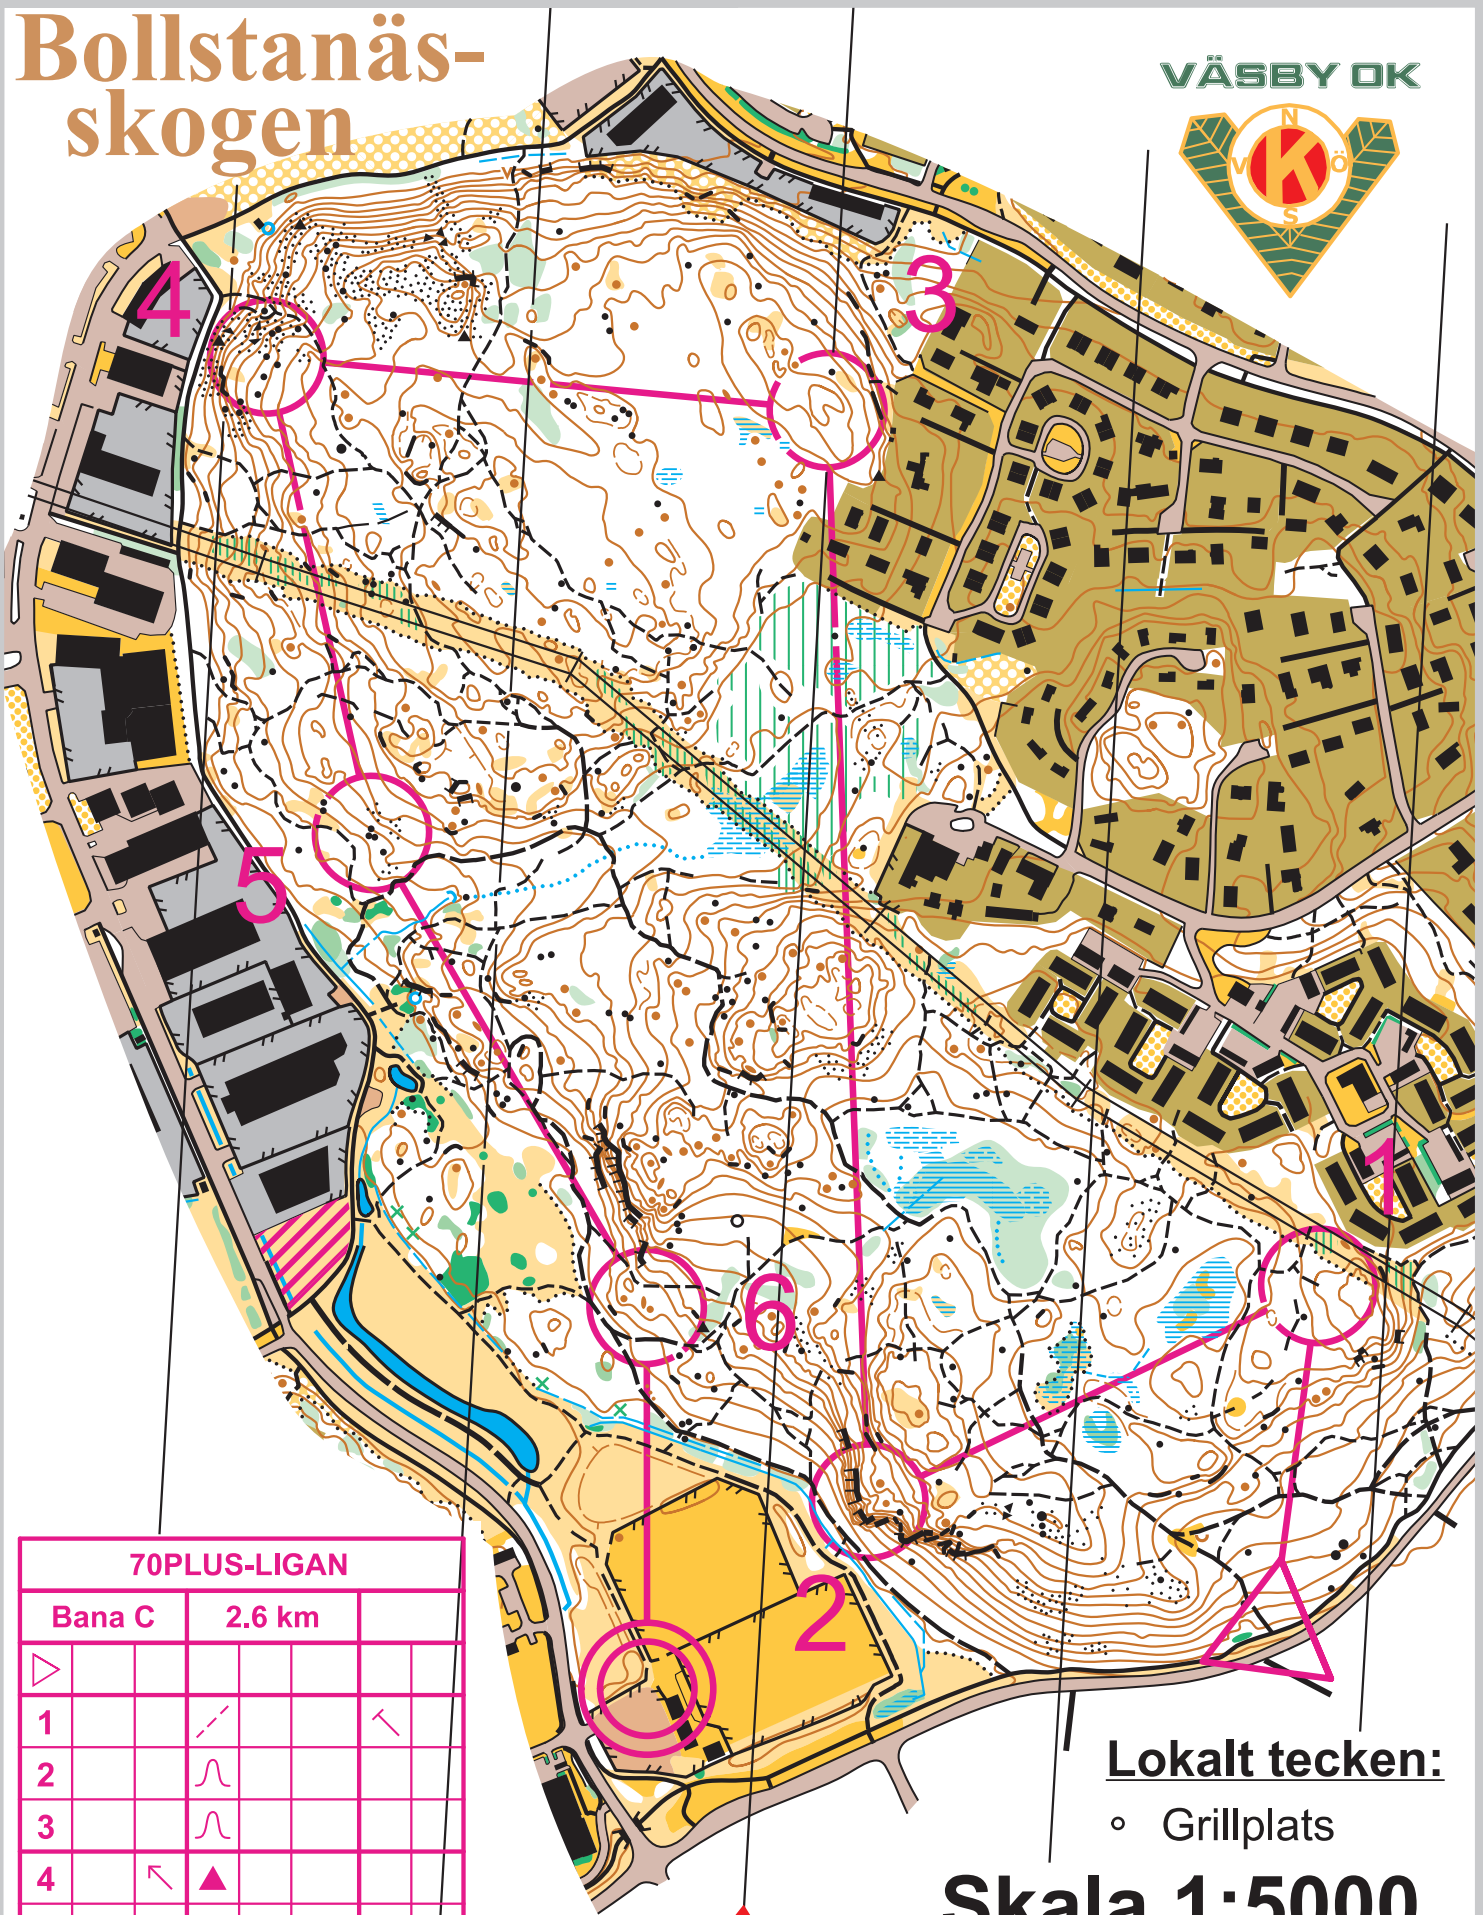 Bollstanäs-
skogen
VÄSBY OK
N
V K Ö
S
4
3
5
1
6
2
70PLUS-LIGAN
Bana C 2.6 km
1
2
3
4
Lokalt tecken:
Grillplats
Skala 1:5000